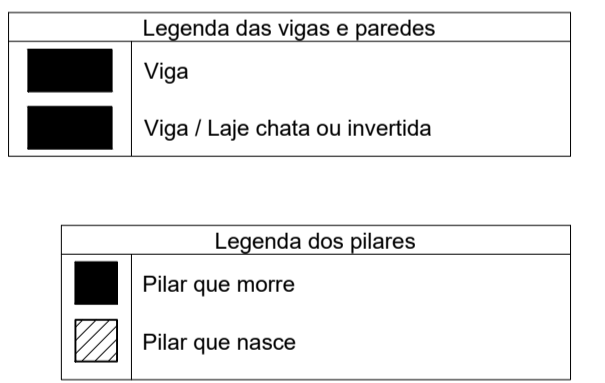 Legenda das vigas e paredes
Viga
Viga / Laje chata ou invertida
Legenda dos pilares
Pilar que morre
Pilar que nasce